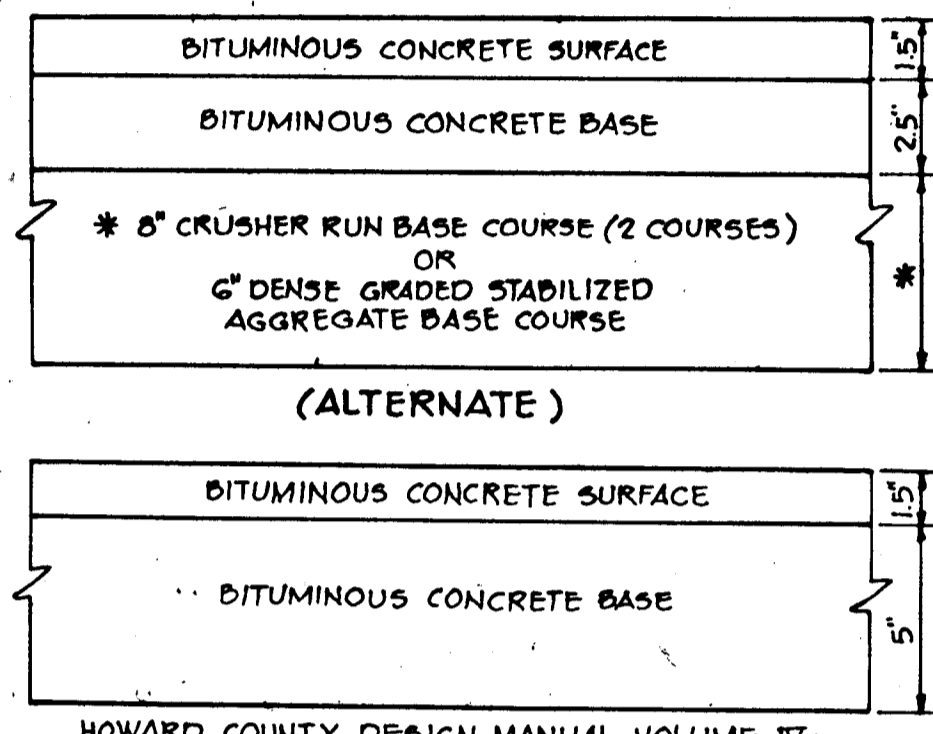 BITUMINOUS CONCRETE SURFACE
1.5"
BITUMINOUS CONCRETE BASE
2.5"
* 8" CRUSHER RUN BASE COURSE (2 COURSES)
OR
6" DENSE GRADED STABILIZED
AGGREGATE BASE COURSE
*
(ALTERNATE)
BITUMINOUS CONCRETE SURFACE
1.5"
BITUMINOUS CONCRETE BASE
5"
HOWARD COUNTY DESIGN MANUAL VOLUME IV